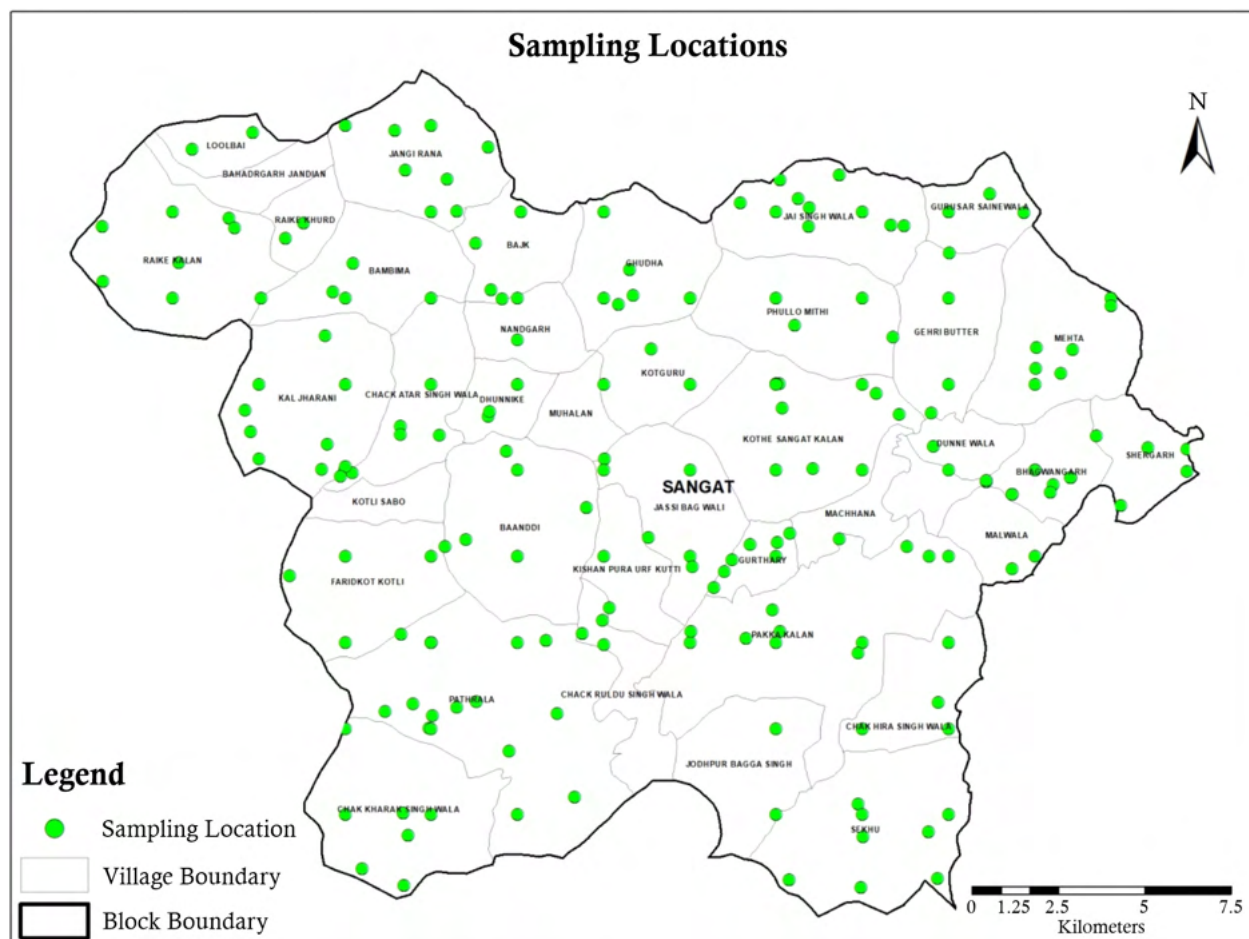 Sampling Locations
N
LOOLBAI
JANGI RANA
BAHADRGARH JANDIAN
RAIKE KHURD
JAI SINGH WALA
GURUSAR SAINEWALA
BAJK
RAIKE KALAN
BAMBIMA
GHUDHA
PHULLO MITHI
NANDGARH
GEHRI BUTTER
MEHTA
KOTGURU
KAL JHARANI
CHACK ATAR SINGH WALA
DHUNNIKE
MUHALAN
KOTHE SANGAT KALAN
DUNNE WALA
SHERGARH
BHAGWANGARH
SANGAT
KOTLI SABO
JASSI BAG WALI
MACHHANA
BAANDDI
MALWALA
GURTHARY
KISHAN PURA URF KUTTI
FARIDKOT KOTLI
PAKKA KALAN
CHACK RULDU SINGH WALA
PATHRALA
CHAK HIRA SINGH WALA
JODHPUR BAGGA SINGH
CHAK KHARAK SINGH WALA
SEKHU
Legend
Sampling Location
Village Boundary
Block Boundary
0 1.25 2.5 5 7.5
Kilometers